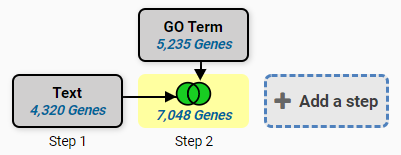 GO Term
5,235 Genes
Text
4,320 Genes
7,048 Genes
+ Add a step
Step 1
Step 2